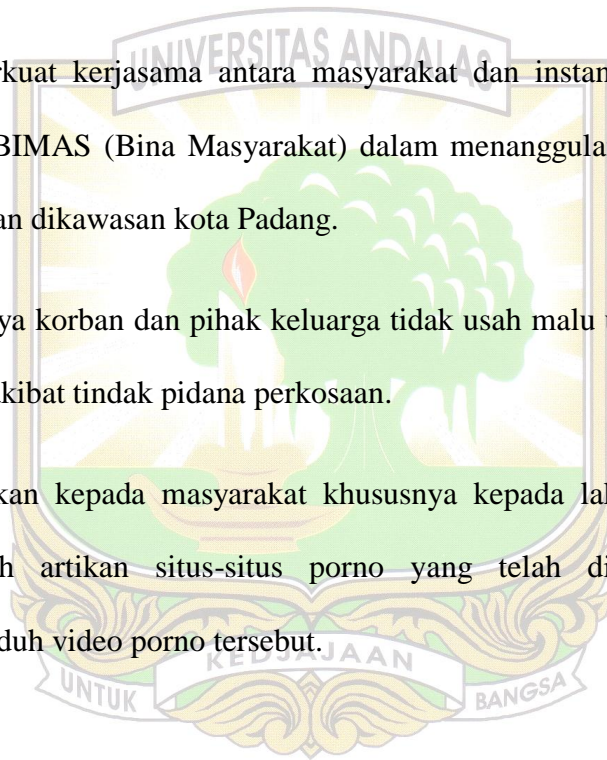 UNIVERSITAS ANDALAS
rkuat kerjasama antara masyarakat dan instan
BIMAS (Bina Masyarakat) dalam menanggula
an dikawasan kota Padang.
ya korban dan pihak keluarga tidak usah malu
akibat tindak pidana perkosaan.
kan kepada masyarakat khususnya kepada lal
h artikan situs-situs porno yang telah di
duh video porno tersebut.
KEDJAJAAN
UNTUK
BANGSA